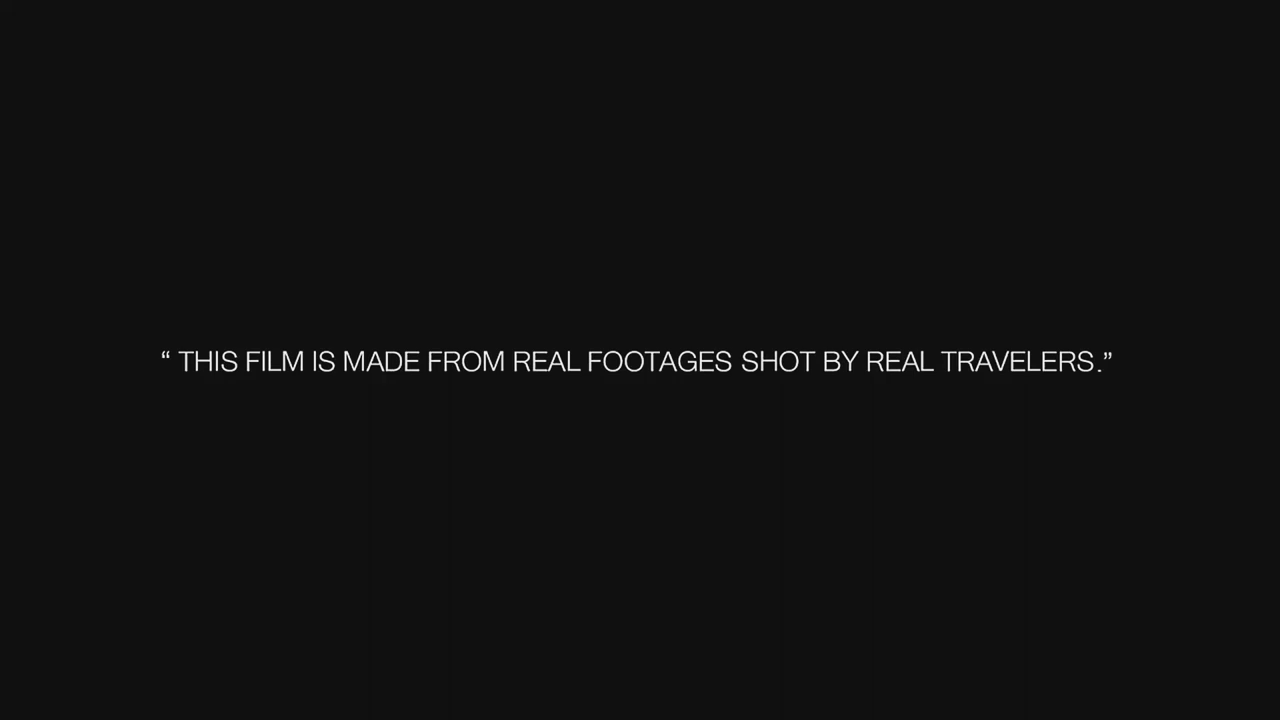 “ THIS FILM IS MADE FROM REAL FOOTAGES SHOT BY REAL TRAVELERS.”